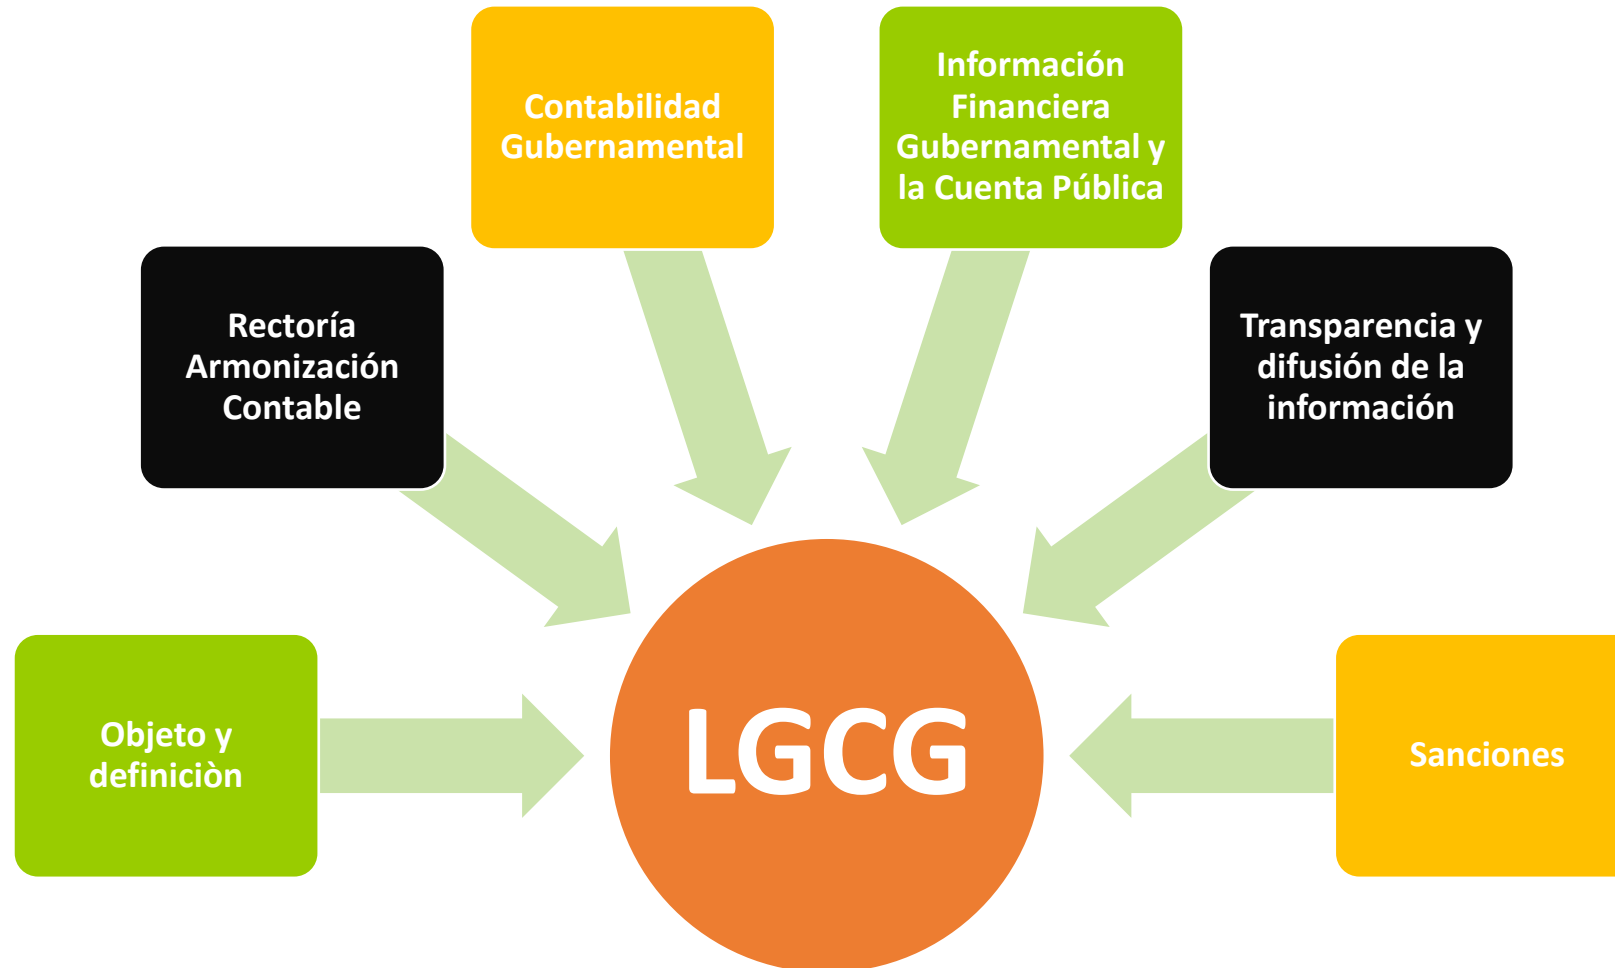 Contabilidad
Gubernamental
Información
Financiera
Gubernamental y
la Cuenta Pública
Rectoría
Armonización
Contable
Transparencia y
difusión de la
información
Objeto y
definiciòn
LGCG
Sanciones